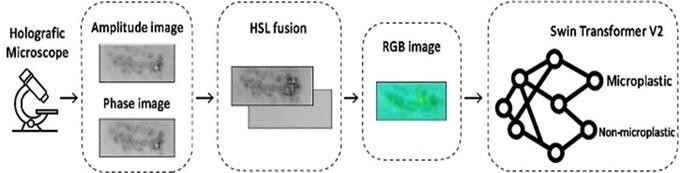 Holografic
Microscope
Amplitude image
Phase image
HSL fusion
RGB image
Swin Transformer V2
Microplastic
Non-microplastic